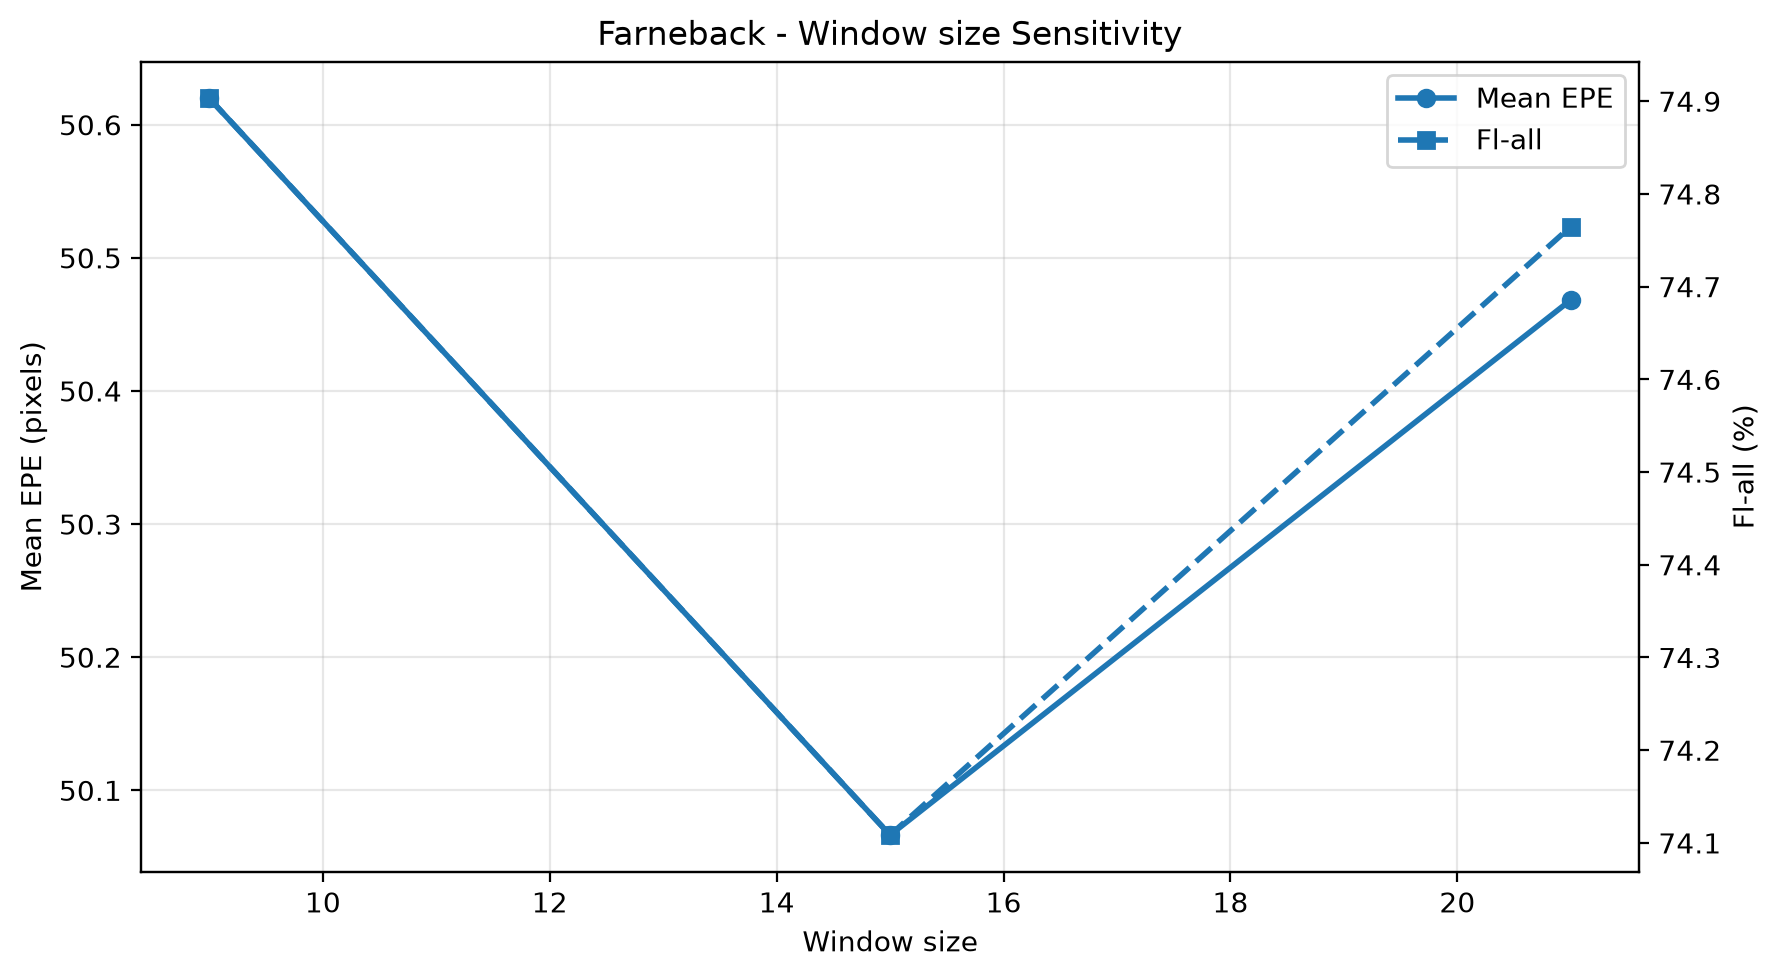 Farneback - Window size Sensitivity
Mean EPE
Fl-all
Mean EPE (pixels)
50.6
50.5
50.4
50.3
50.2
50.1
74.9
74.8
74.7
74.6
74.5
74.4
74.3
74.2
74.1
Fl-all (%)
10 12 14 16 18 20
Window size